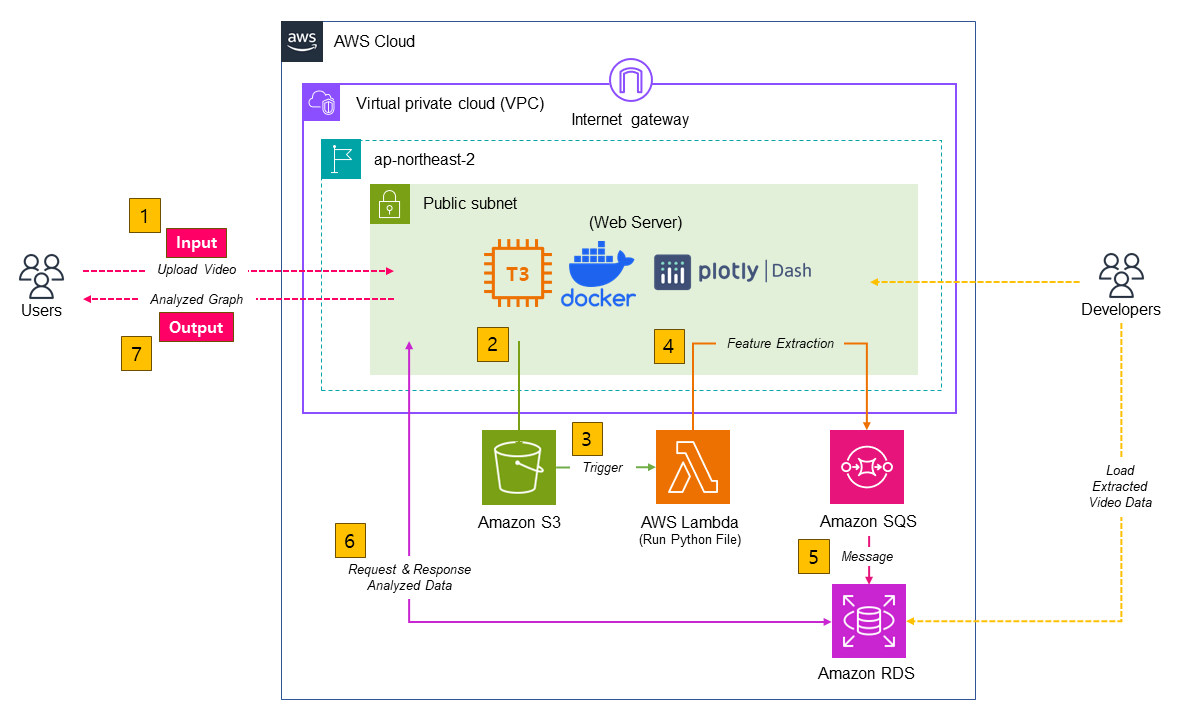 aws
AWS Cloud
Virtual private cloud (VPC)
Internet gateway
ap-northeast-2
Public subnet
(Web Server)
T3
docker
plotly | Dash
1
Input
Upload Video
Analyzed Graph
Output
7
Users
Developers
2
4
Feature Extraction
3
Trigger
Amazon S3
AWS Lambda
(Run Python File)
Amazon SQS
Load
Extracted
Video Data
6
Request & Response
Analyzed Data
5
Message
Amazon RDS